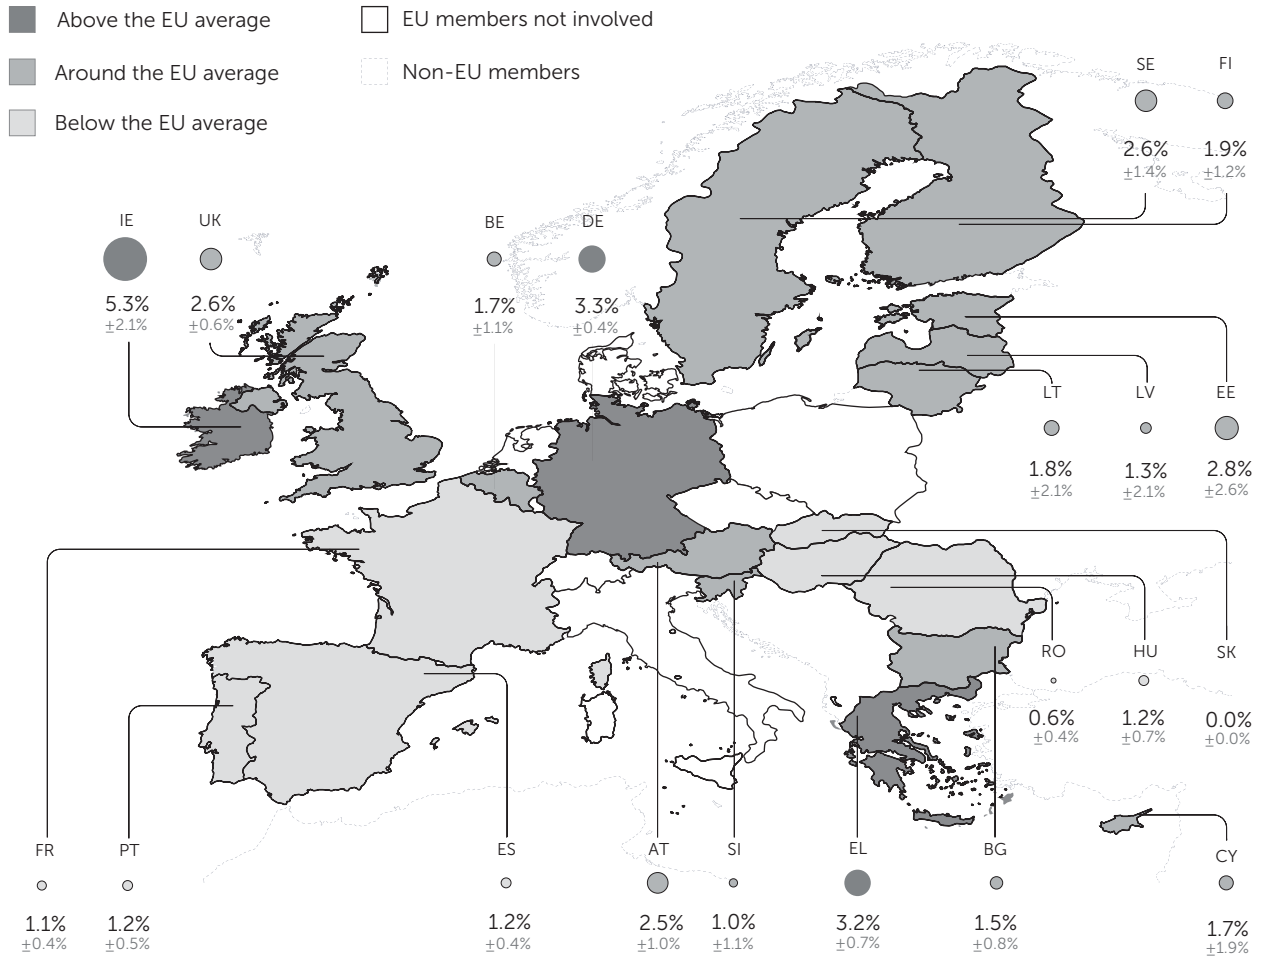 Above the EU average
EU members not involved
Around the EU average
Non-EU members
Below the EU average
SE FI
2.6% 1.9%
±1.4% ±1.2%
IE UK BE DE
5.3% 2.6% 1.7% 3.3%
±2.1% ±0.6% ±1.1% ±0.4%
LT LV EE
1.8% 1.3% 2.8%
±2.1% ±2.1% ±2.6%
RO HU SK
0.6% 1.2% 0.0%
±0.4% ±0.7% ±0.0%
FR PT ES AT SI EL BG CY
1.1% 1.2% 1.2% 2.5% 1.0% 3.2% 1.5% 1.7%
±0.4% ±0.5% ±0.4% ±1.0% ±1.1% ±0.7% ±0.8% ±1.9%